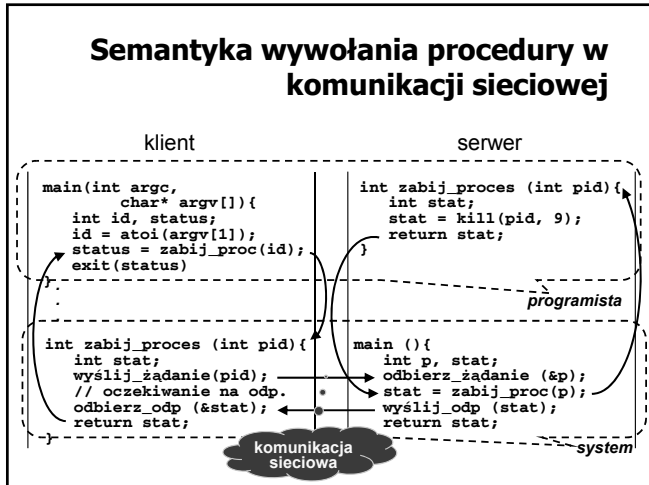 Semantyka wywołania procedury w
komunikacji sieciowej
klient
serwer
main(int argc,
char* argv[]){
int id, status;
id = atoi(argv[1]);
status = zabij_proc(id);
exit(status)
}
.
.
.
int zabij_proces (int pid){
int stat;
stat = kill(pid, 9);
return stat;
}
programista
int zabij_proces (int pid){
int stat;
wyślij_żądanie(pid);
// oczekiwanie na odp.
odbierz_odp (&stat);
return stat;
}
main (){
int p, stat;
odbierz_żądanie (&p);
stat = zabij_proc(p);
wyślij_odp (stat);
return stat;
system
komunikacja
sieciowa